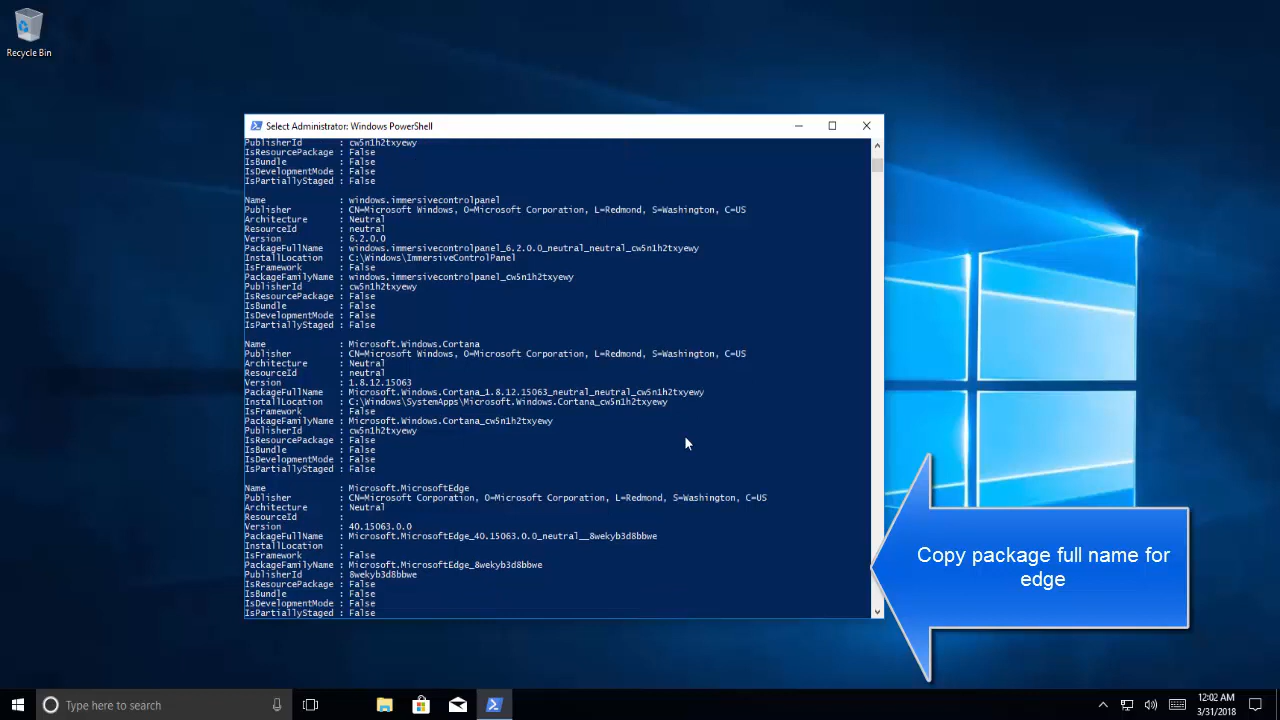 Recycle Bin
Select Administrator: Windows PowerShell
PublisherId : cw5n1h2txyewy
IsResourcePackage : False
IsBundle : False
IsDevelopmentMode : False
IsPartiallyStaged : False
Name : windows.immersivecontrolpanel
Publisher : CN=Microsoft Windows, O=Microsoft Corporation, L=Redmond, S=Washington, C=US
Architecture : Neutral
ResourceId : neutral
Version : 6.2.0.0
PackageFullName : windows.immersivecontrolpanel_6.2.0.0_neutral_neutral_cw5n1h2txyewy
InstallLocation : C:\Windows\ImmersiveControlPanel
IsFramework : False
PackageFamilyName : windows.immersivecontrolpanel_cw5n1h2txyewy
PublisherId : cw5n1h2txyewy
IsResourcePackage : False
IsBundle : False
IsDevelopmentMode : False
IsPartiallyStaged : False
Name : Microsoft.Windows.Cortana
Publisher : CN=Microsoft Windows, O=Microsoft Corporation, L=Redmond, S=Washington, C=US
Architecture : Neutral
ResourceId : neutral
Version : 1.8.12.15063
PackageFullName : Microsoft.Windows.Cortana_1.8.12.15063_neutral_neutral_cw5n1h2txyewy
InstallLocation : C:\Windows\SystemApps\Microsoft.Windows.Cortana_cw5n1h2txyewy
IsFramework : False
PackageFamilyName : Microsoft.Windows.Cortana_cw5n1h2txyewy
PublisherId : cw5n1h2txyewy
IsResourcePackage : False
IsBundle : False
IsDevelopmentMode : False
IsPartiallyStaged : False
Name : Microsoft.MicrosoftEdge
Publisher : CN=Microsoft Corporation, O=Microsoft Corporation, L=Redmond, S=Washington, C=US
Architecture : Neutral
ResourceId :
Version : 40.15063.0.0
PackageFullName : Microsoft.MicrosoftEdge_40.15063.0.0_neutral__8wekyb3d8bbwe
InstallLocation :
IsFramework : False
PackageFamilyName : Microsoft.MicrosoftEdge_8wekyb3d8bbwe
PublisherId : 8wekyb3d8bbwe
IsResourcePackage : False
IsBundle : False
IsDevelopmentMode : False
IsPartiallyStaged : False
Copy package full name for
edge
Type here to search
12:02 AM
3/31/2018